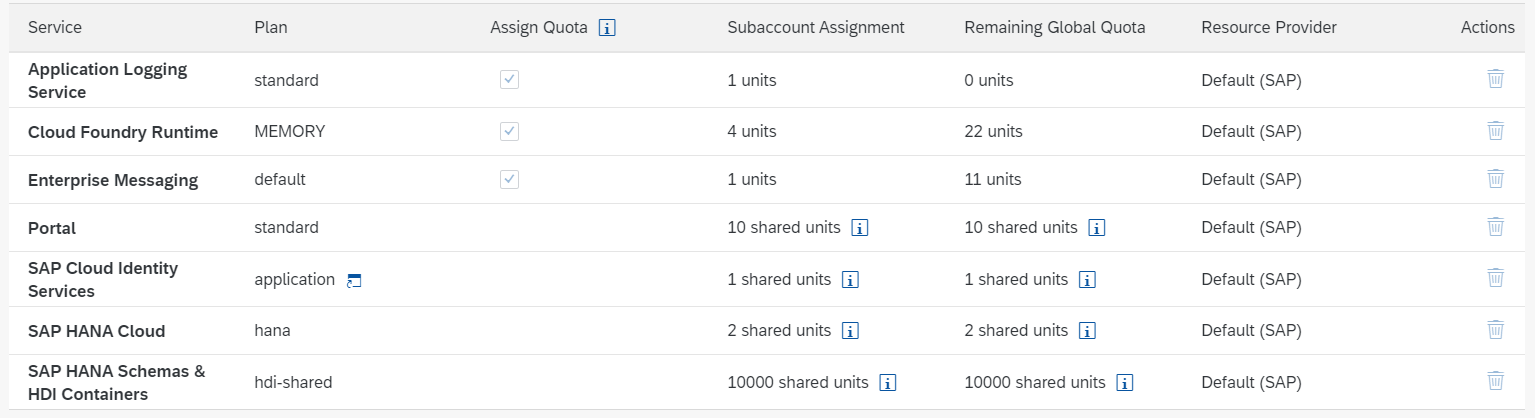 Service Plan Assign Quota Subaccount Assignment Remaining Global Quota Resource Provider Actions
Application Logging
Service
standard 1 units 0 units Default (SAP)
Cloud Foundry Runtime MEMORY 4 units 22 units Default (SAP)
Enterprise Messaging default 1 units 11 units Default (SAP)
Portal standard 10 shared units 10 shared units Default (SAP)
SAP Cloud Identity
Services
application 1 shared units 1 shared units Default (SAP)
SAP HANA Cloud hana 2 shared units 2 shared units Default (SAP)
SAP HANA Schemas &
HDI Containers
hdi-shared 10000 shared units 10000 shared units Default (SAP)